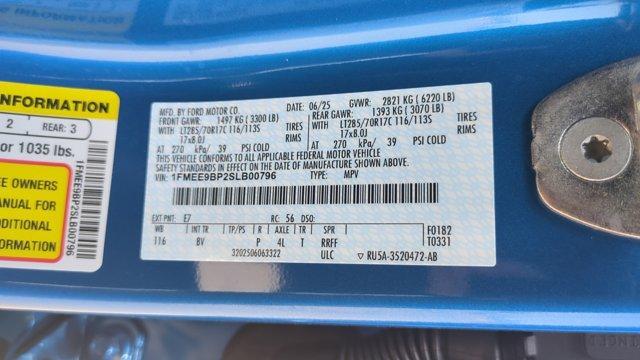 INFORMATION
2 REAR: 3
or 1035 lbs.
EE OWNERS
MANUAL FOR
ADDITIONAL
FORMATION
1FMEE9BP2SLB00796
MFD. BY FORD MOTOR CO.
DATE: 06/25 GVWR: 2821 KG ( 6220 LB)
FRONT GAWR: 1497 KG ( 3300 LB) REAR GAWR: 1393 KG ( 3070 LB)
WITH LT285/70R17C 116/113S TIRES WITH LT285/70R17C 116/113S TIRES
17x8.0J RIMS 17x8.0J RIMS
AT 270 kPa/ 39 PSI COLD AT 270 kPa/ 39 PSI COLD
THIS VEHICLE CONFORMS TO ALL APPLICABLE FEDERAL MOTOR VEHICLE
SAFETY STANDARDS IN EFFECT ON THE DATE OF MANUFACTURE SHOWN ABOVE.
VIN: 1FMEE9BP2SLB00796 TYPE: MPV
EXT PNT: E7 RC: 56 DSO: F0182
WB INT TR TP/PS R AXLE TR SPR T0331
116 BV P 4L T RRFF
3202506063322 ULC ▽ RU5A-3520472-AB